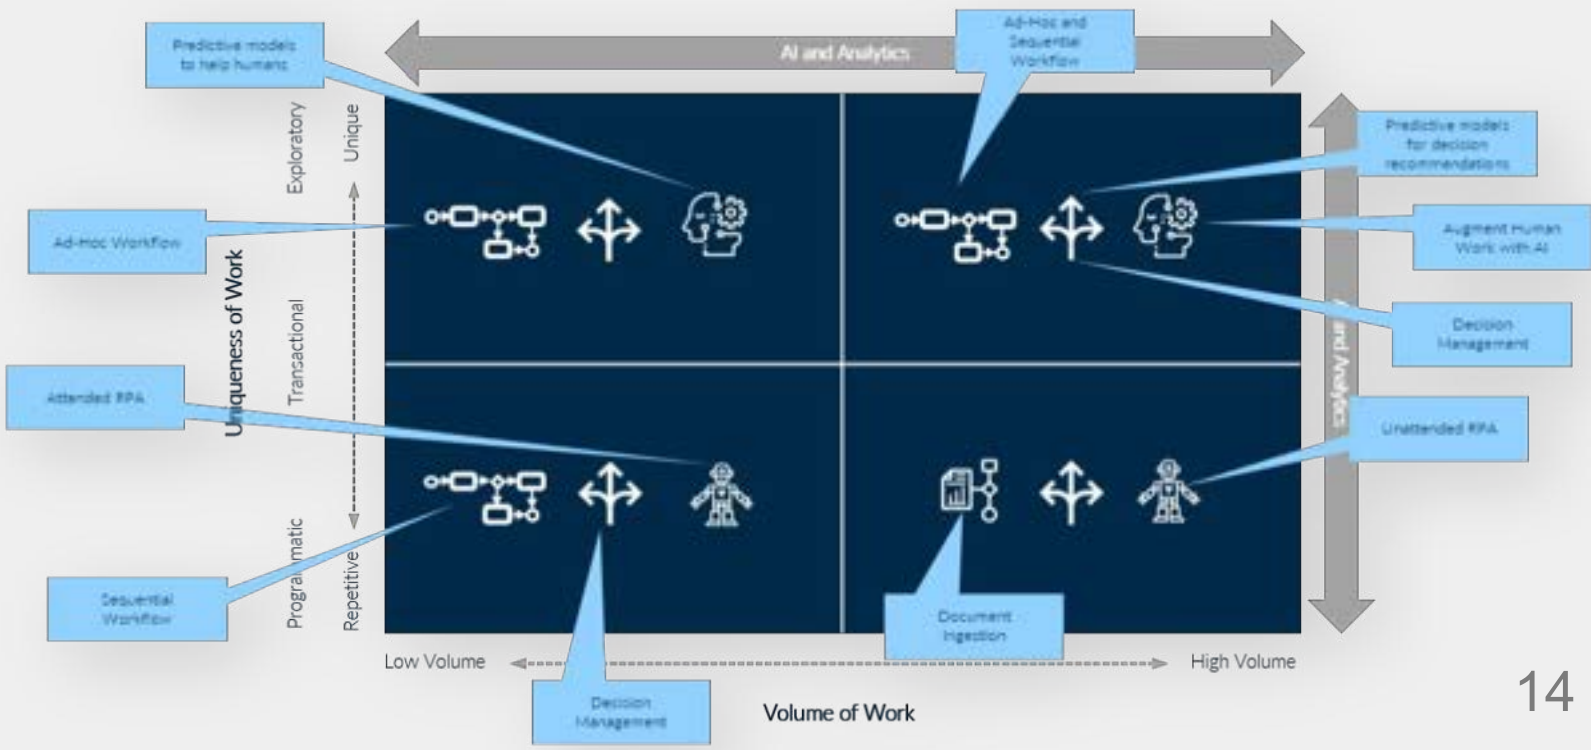 Predictive models
to help humans
AI and Analytics
Ad-Hoc and
Sequential
Workflow
Exploratory
Unique
Predictive models
for decision
recommendations
Ad-Hoc Workflow
Augment Human
Work with AI
Uniqueness of Work
Transactional
and Analytics
Decision
Management
Attended RPA
Unattended RPA
Programmatic
Repetitive
Sequential
Workflow
Document
Ingestion
Low Volume
High Volume
Decision
Management
Volume of Work
14